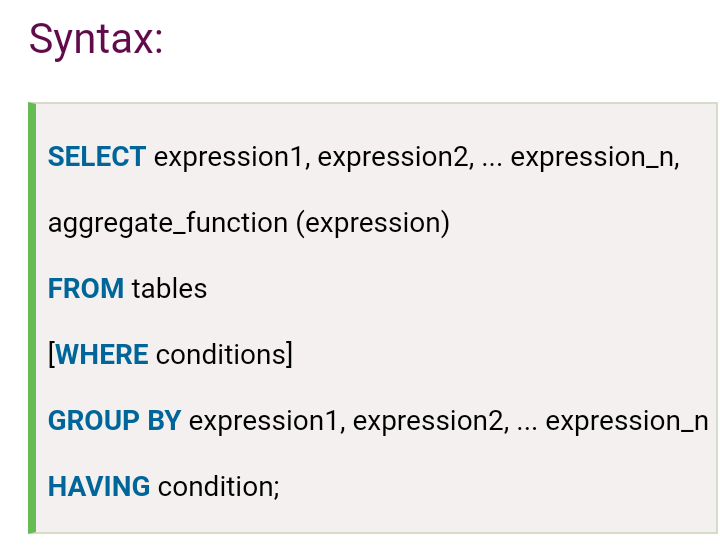 Syntax:
SELECT expression1, expression2, ... expression_n,
aggregate_function (expression)
FROM tables
[WHERE conditions]
GROUP BY expression1, expression2, ... expression_n
HAVING condition;